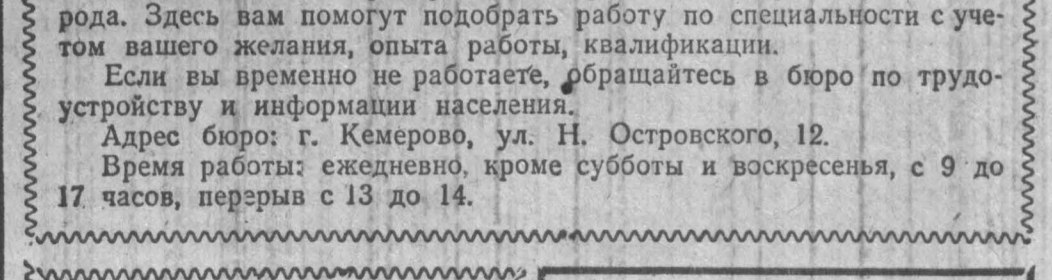 рода. Здесь вам помогут подобрать работу по специальности с уче-
том вашего желания, опыта работы, квалификации.
Если вы временно не работаете, обращайтесь в бюро по трудо-
устройству и информации населения.
Адрес бюро: г. Кемерово, ул. Н. Островского, 12.
Время работы: ежедневно, кроме субботы и воскресенья, с 9 до
17 часов, перерыв с 13 до 14.